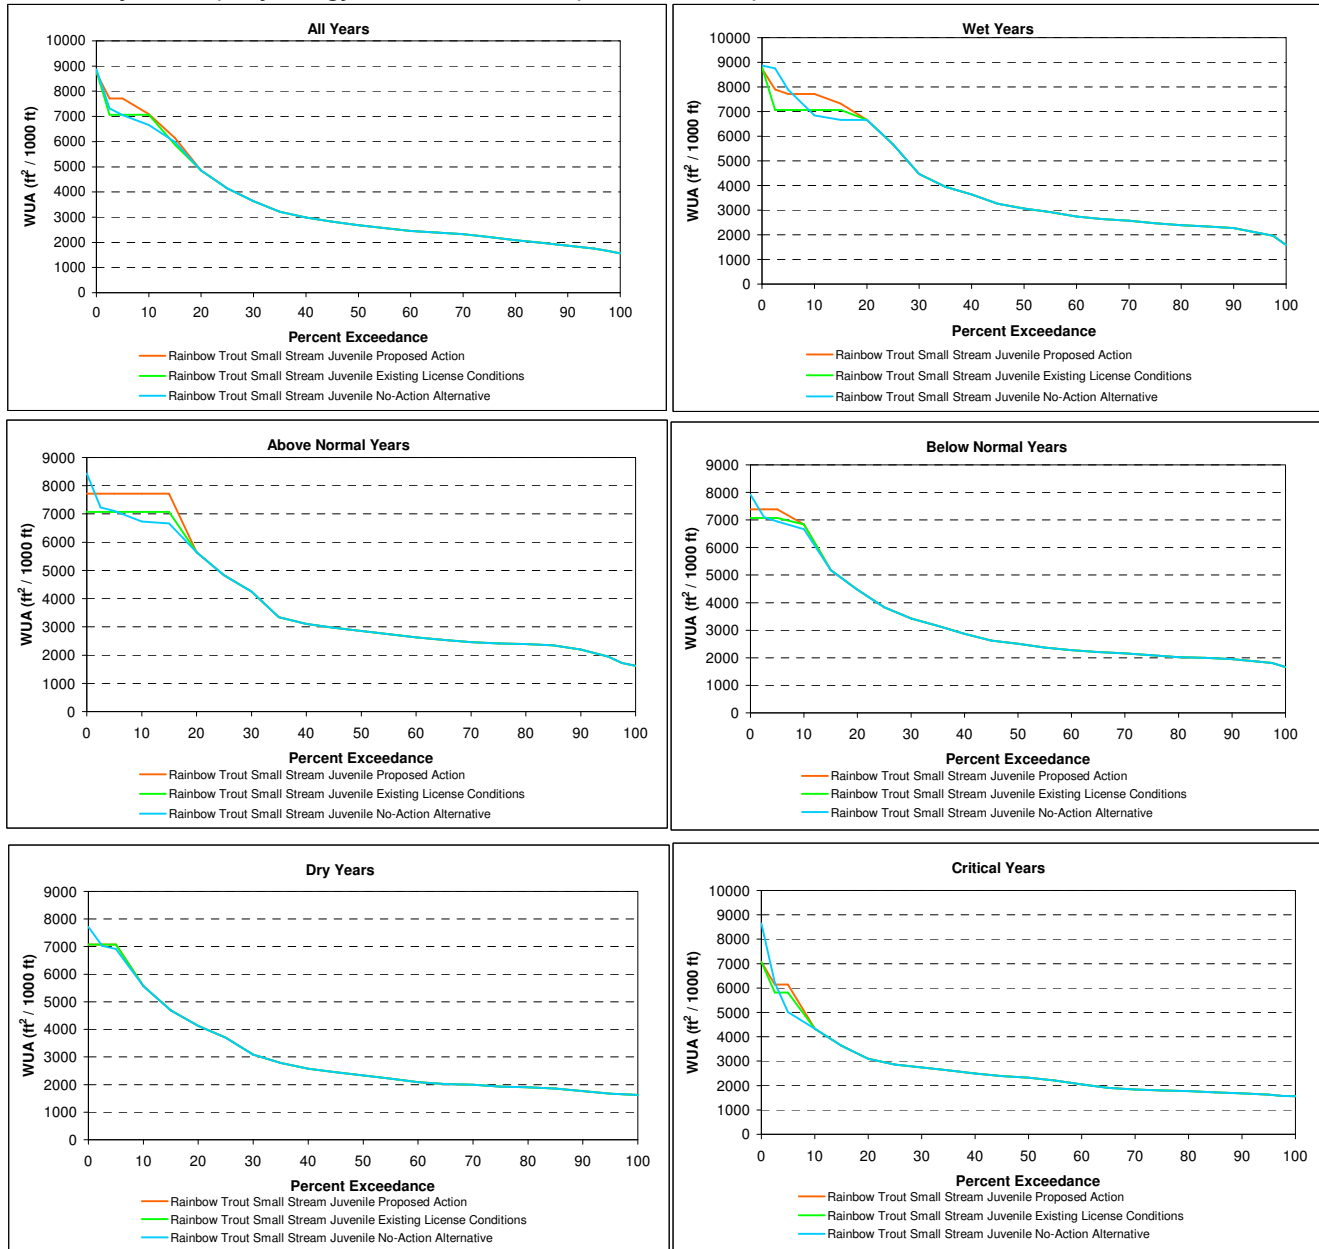 All Years
10000
9000
8000
7000
6000
5000
4000
3000
2000
1000
0
WUA (ft² / 1000 ft)
0 10 20 30 40 50 60 70 80 90 100
Percent Exceedance
Rainbow Trout Small Stream Juvenile Proposed Action
Rainbow Trout Small Stream Juvenile Existing License Conditions
Rainbow Trout Small Stream Juvenile No-Action Alternative
Wet Years
10000
9000
8000
7000
6000
5000
4000
3000
2000
1000
0
WUA (ft² / 1000 ft)
0 10 20 30 40 50 60 70 80 90 100
Percent Exceedance
Rainbow Trout Small Stream Juvenile Proposed Action
Rainbow Trout Small Stream Juvenile Existing License Conditions
Rainbow Trout Small Stream Juvenile No-Action Alternative
Above Normal Years
9000
8000
7000
6000
5000
4000
3000
2000
1000
0
WUA (ft² / 1000 ft)
0 10 20 30 40 50 60 70 80 90 100
Percent Exceedance
Rainbow Trout Small Stream Juvenile Proposed Action
Rainbow Trout Small Stream Juvenile Existing License Conditions
Rainbow Trout Small Stream Juvenile No-Action Alternative
Below Normal Years
9000
8000
7000
6000
5000
4000
3000
2000
1000
0
WUA (ft² / 1000 ft)
0 10 20 30 40 50 60 70 80 90 100
Percent Exceedance
Rainbow Trout Small Stream Juvenile Proposed Action
Rainbow Trout Small Stream Juvenile Existing License Conditions
Rainbow Trout Small Stream Juvenile No-Action Alternative
Dry Years
9000
8000
7000
6000
5000
4000
3000
2000
1000
0
WUA (ft² / 1000 ft)
0 10 20 30 40 50 60 70 80 90 100
Percent Exceedance
Rainbow Trout Small Stream Juvenile Proposed Action
Rainbow Trout Small Stream Juvenile Existing License Conditions
Rainbow Trout Small Stream Juvenile No-Action Alternative
Critical Years
10000
9000
8000
7000
6000
5000
4000
3000
2000
1000
0
WUA (ft² / 1000 ft)
0 10 20 30 40 50 60 70 80 90 100
Percent Exceedance
Rainbow Trout Small Stream Juvenile Proposed Action
Rainbow Trout Small Stream Juvenile Existing License Conditions
Rainbow Trout Small Stream Juvenile No-Action Alternative